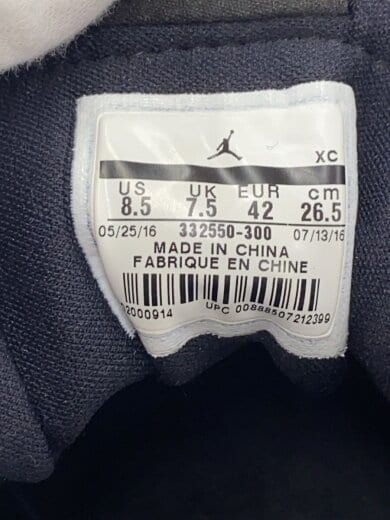 XC
US UK EUR cm
8.5 7.5 42 26.5
05/25/16 332550-300 07/13/16
MADE IN CHINA
FABRIQUE EN CHINE
02000914 UPC 00888507212399